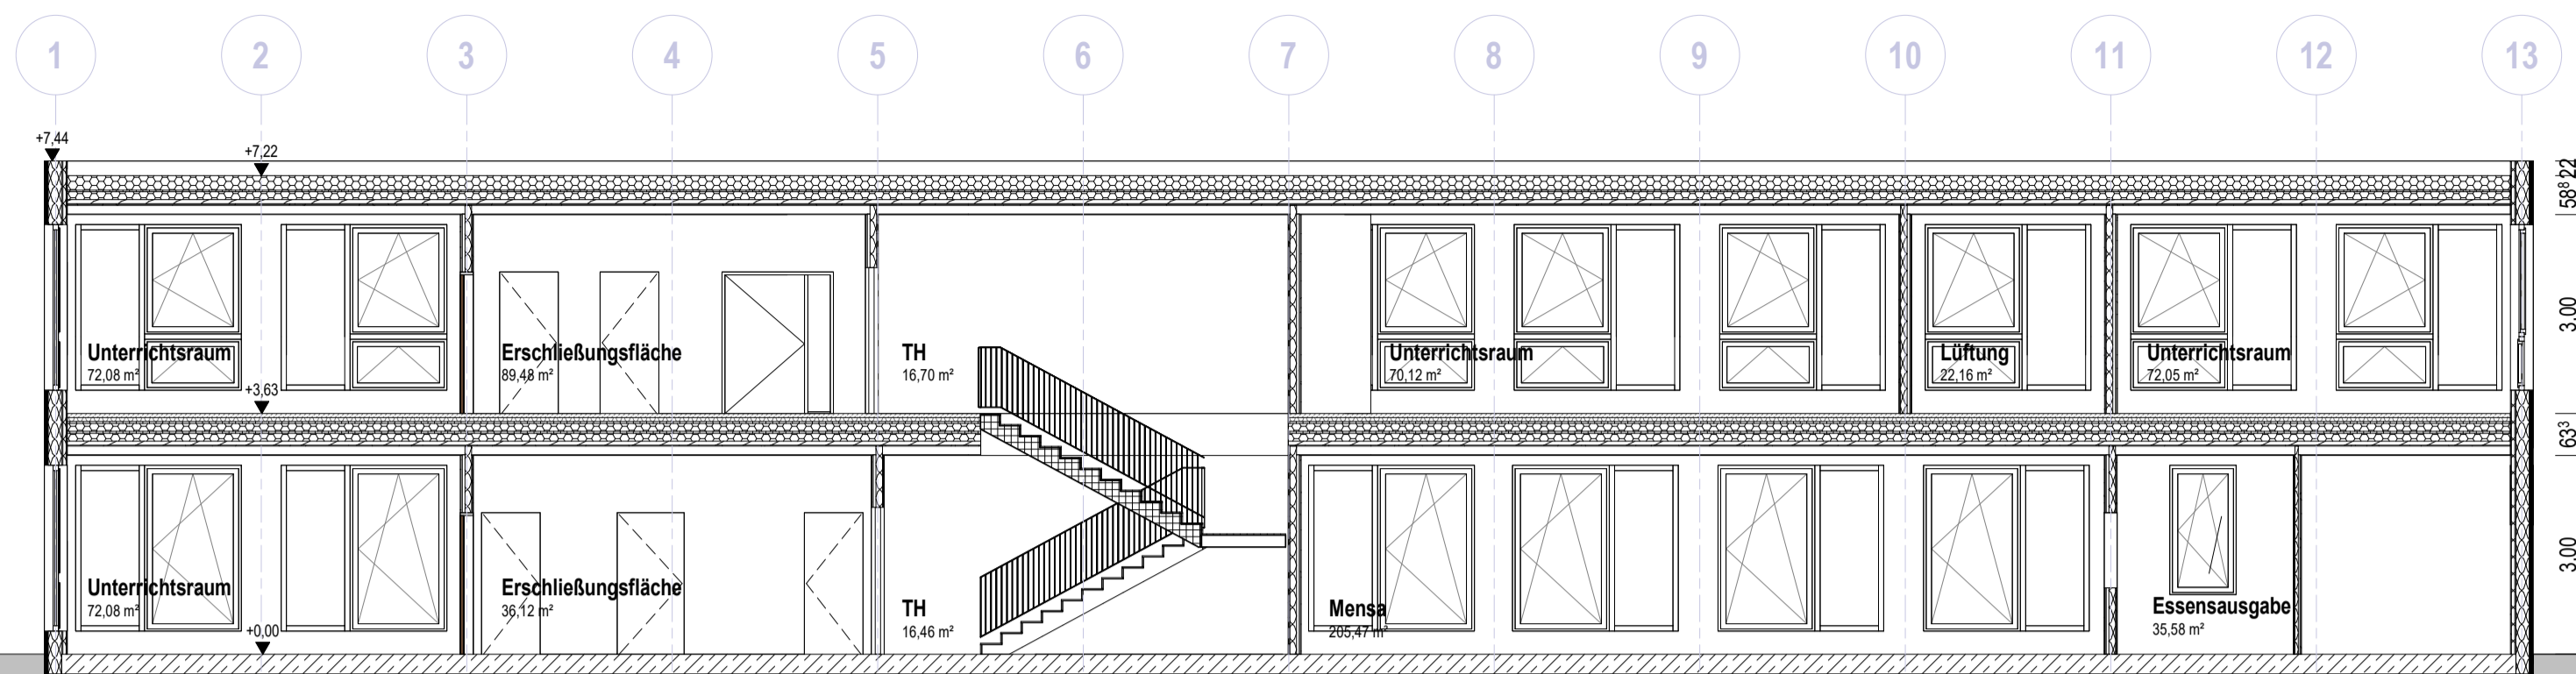 1 2 3 4 5 6 7 8 9 10 11 12 13
+7,44
+7,22
58⁸ 22
3,00
Unterrichtsraum
72,08 m²
Erschließungsfläche
89,48 m²
TH
16,70 m²
Unterrichtsraum
70,12 m²
Lüftung
22,16 m²
Unterrichtsraum
72,05 m²
+3,63
63³
3,00
Unterrichtsraum
72,08 m²
Erschließungsfläche
36,12 m²
TH
16,46 m²
Mensa
205,47 m²
Essensausgabe
35,58 m²
+0,00